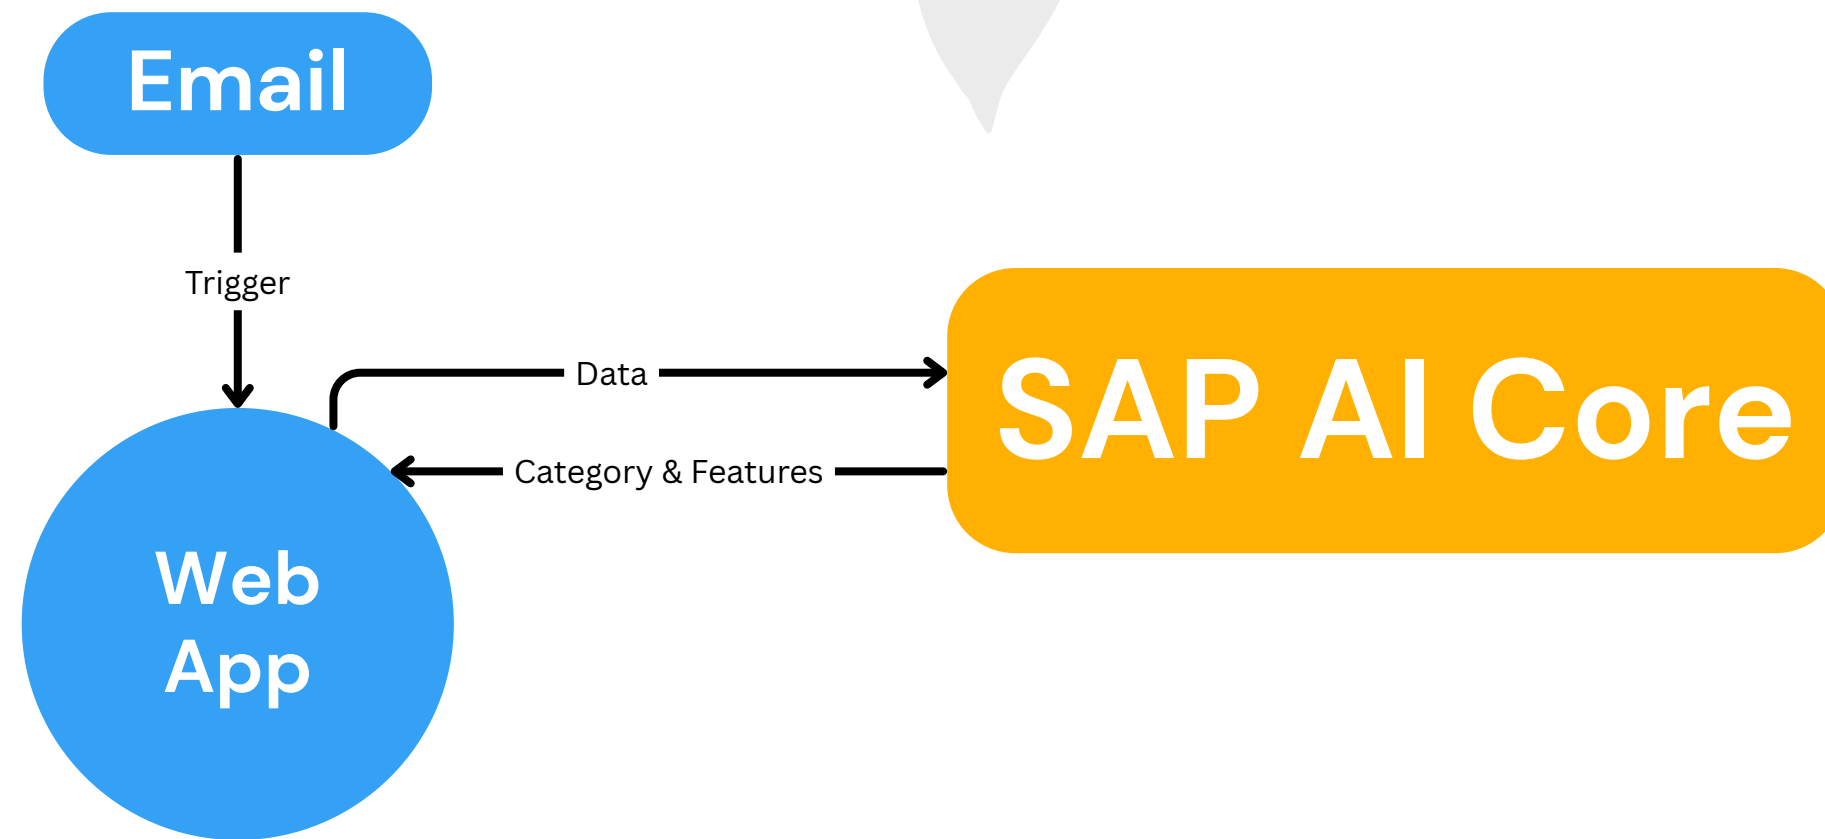 Email
Trigger
Data
SAP AI Core
Category & Features
Web
App